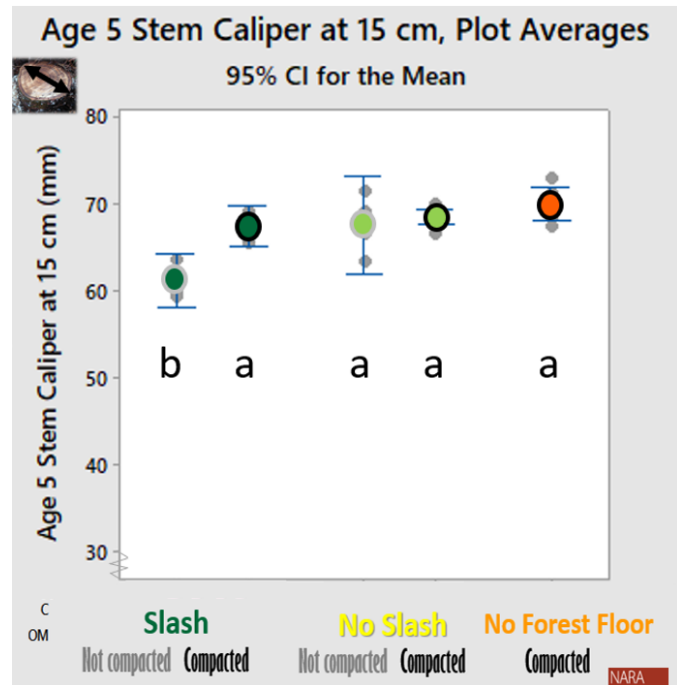 Age 5 Stem Caliper at 15 cm, Plot Averages
95% CI for the Mean
Age 5 Stem Caliper at 15 cm (mm)
80
70
60
50
40
30
b a a a a
C
OM
Slash No Slash No Forest Floor
Not compacted Compacted Not compacted Compacted Compacted
NARA